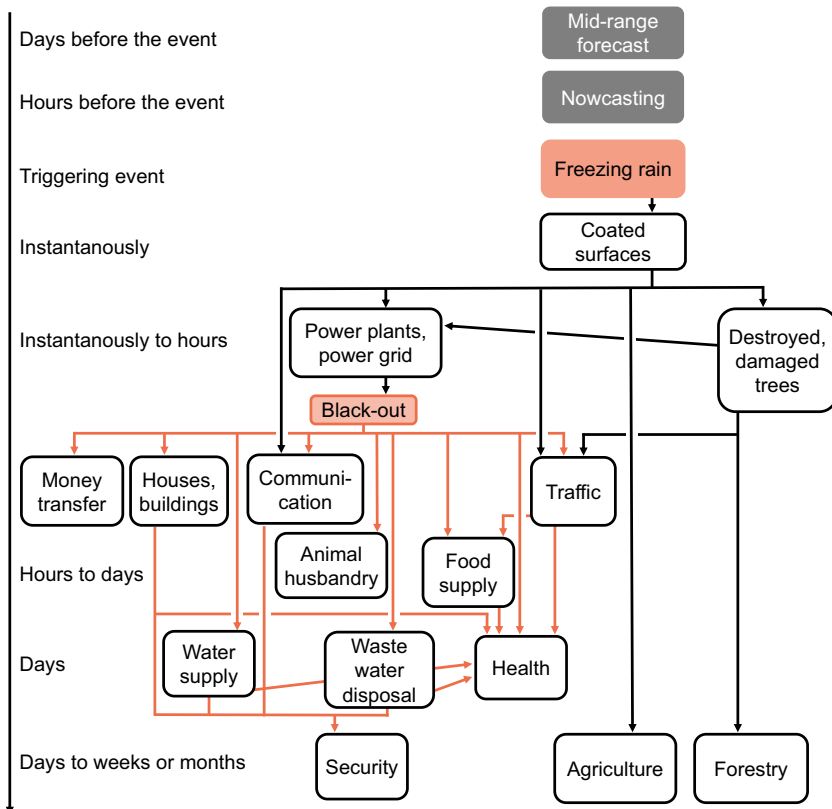 Days before the event
Mid-range
forecast
Hours before the event
Nowcasting
Triggering event
Freezing rain
Instantanously
Coated
surfaces
Instantanously to hours
Power plants,
power grid
Destroyed,
damaged
trees
Black-out
Money
transfer
Houses,
buildings
Communi-
cation
Traffic
Hours to days
Animal
husbandry
Food
supply
Days
Water
supply
Waste
water
disposal
Health
Days to weeks or months
Security
Agriculture
Forestry